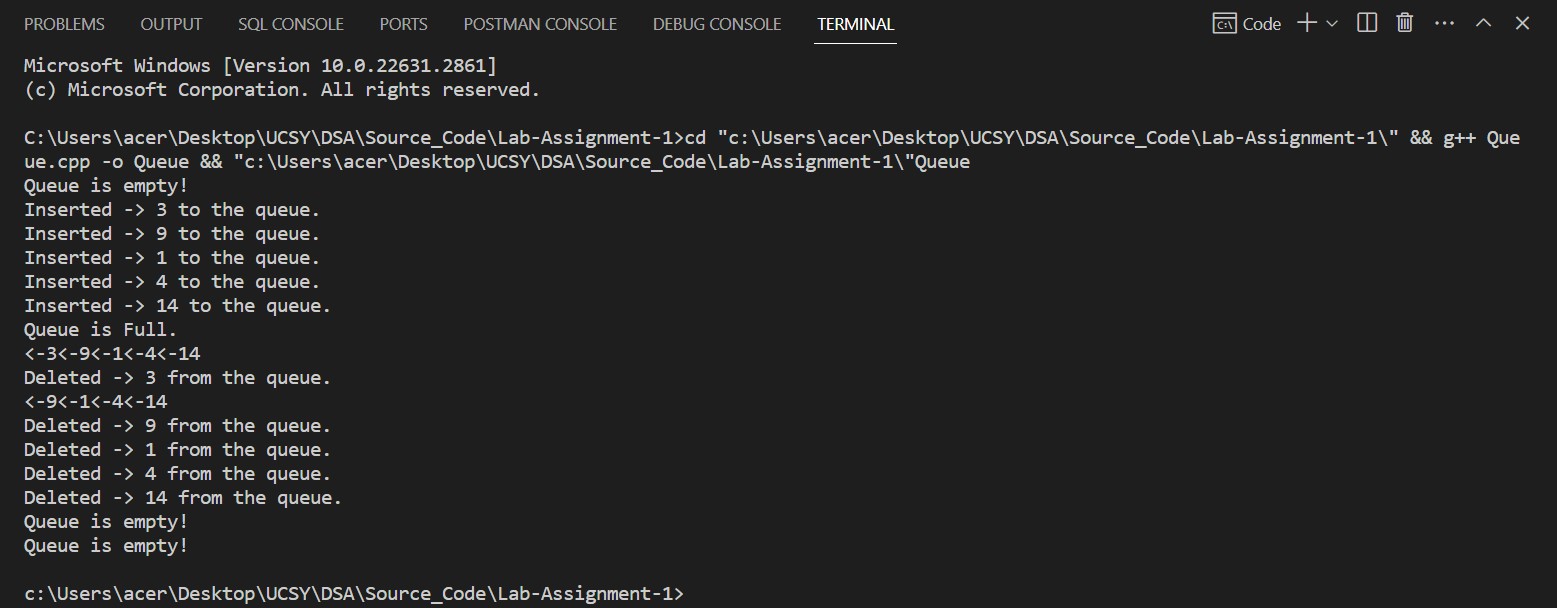 PROBLEMS OUTPUT SQL CONSOLE PORTS POSTMAN CONSOLE DEBUG CONSOLE TERMINAL Code
Microsoft Windows [Version 10.0.22631.2861]
(c) Microsoft Corporation. All rights reserved.
C:\Users\acer\Desktop\UCSY\DSA\Source_Code\Lab-Assignment-1>cd "c:\Users\acer\Desktop\UCSY\DSA\Source_Code\Lab-Assignment-1\" && g++ Que
ue.cpp -o Queue && "c:\Users\acer\Desktop\UCSY\DSA\Source_Code\Lab-Assignment-1\"Queue
Queue is empty!
Inserted -> 3 to the queue.
Inserted -> 9 to the queue.
Inserted -> 1 to the queue.
Inserted -> 4 to the queue.
Inserted -> 14 to the queue.
Queue is Full.
<-3<-9<-1<-4<-14
Deleted -> 3 from the queue.
<-9<-1<-4<-14
Deleted -> 9 from the queue.
Deleted -> 1 from the queue.
Deleted -> 4 from the queue.
Deleted -> 14 from the queue.
Queue is empty!
Queue is empty!
c:\Users\acer\Desktop\UCSY\DSA\Source_Code\Lab-Assignment-1>